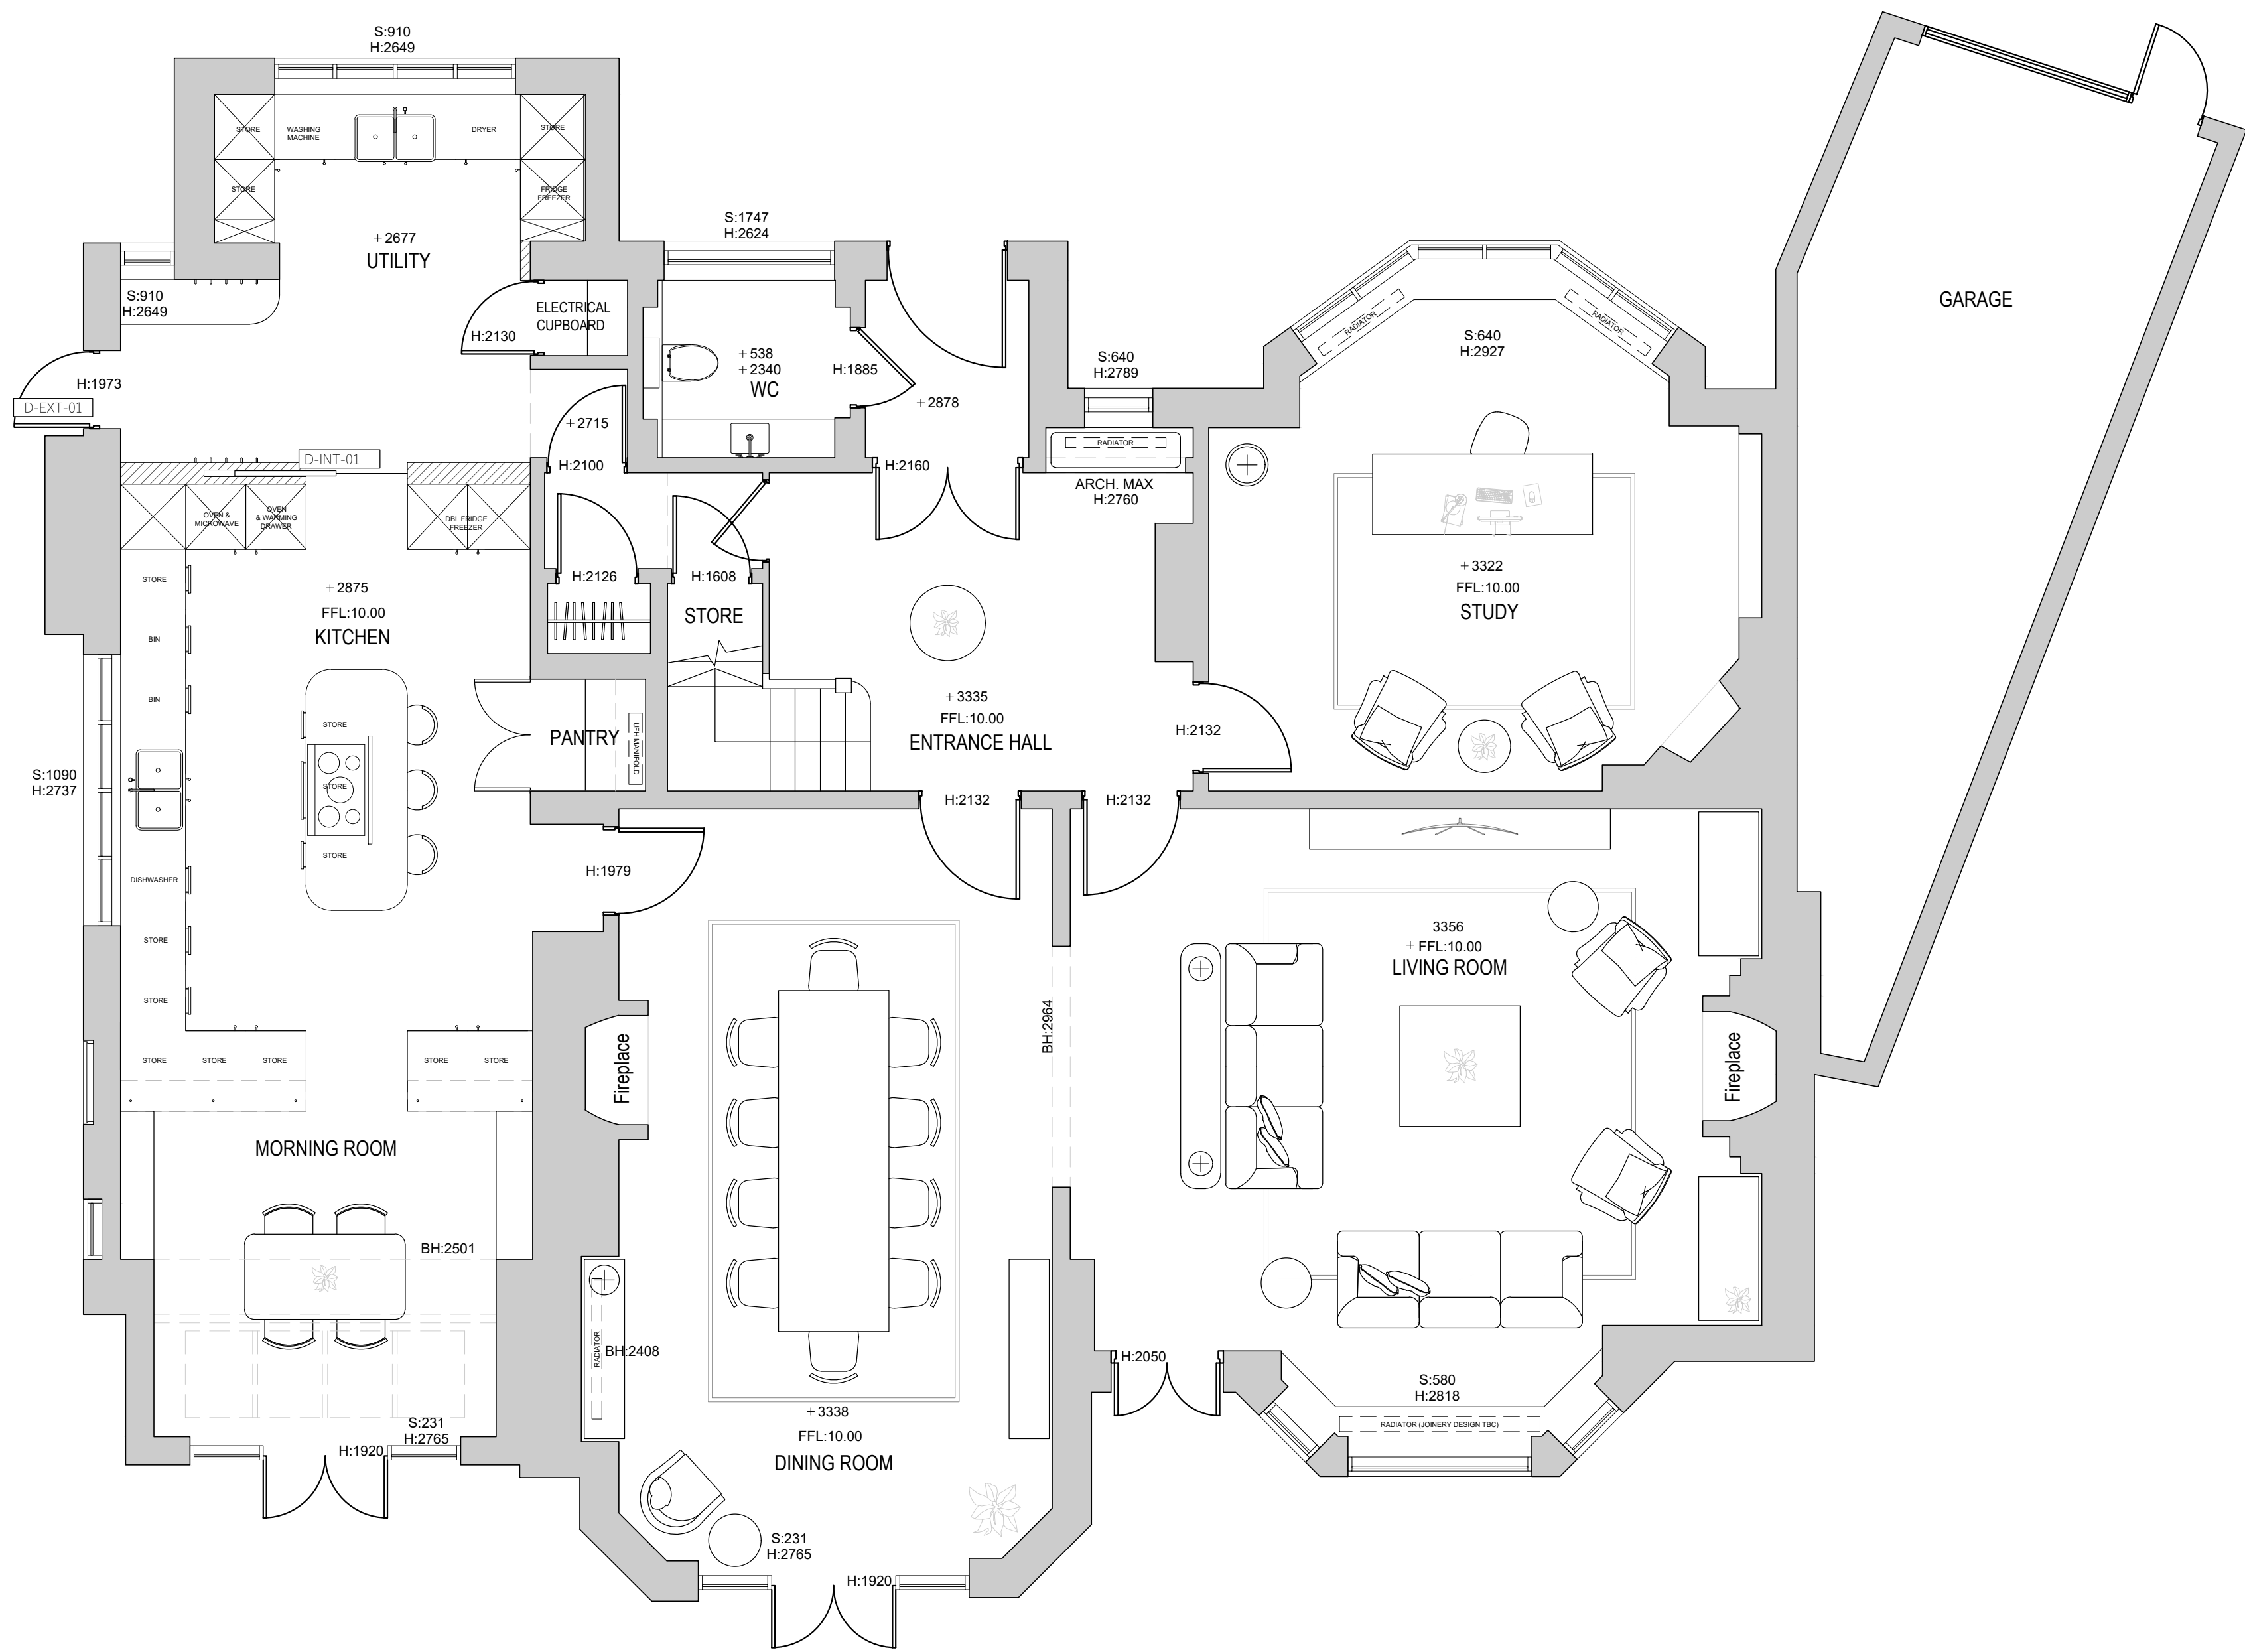 S:910
H:2649
STORE
WASHING
MACHINE
DRYER
STORE
STORE
FRIDGE
FREEZER
+2677
UTILITY
S:910
H:2649
H:1973
D-EXT-01
H:2130
ELECTRICAL
CUPBOARD
S:1747
H:2624
+538
+2340
WC
H:1885
+2878
+2715
H:2100
H:2160
S:640
H:2789
RADIATOR
ARCH. MAX
H:2760
RADIATOR
RADIATOR
S:640
H:2927
GARAGE
D-INT-01
OVEN &
MICROWAVE
OVEN
& WARMING
DRAWER
DBL FRIDGE
FREEZER
STORE
BIN
BIN
+2875
FFL:10.00
KITCHEN
H:2126
H:1608
STORE
+3322
FFL:10.00
STUDY
STORE
STORE
STORE
PANTRY
UFH MANIFOLD
+3335
FFL:10.00
ENTRANCE HALL
H:2132
H:2132
H:2132
S:1090
H:2737
DISHWASHER
STORE
STORE
H:1979
STORE
STORE
STORE
STORE
STORE
Fireplace
BH:2964
3356
+ FFL:10.00
LIVING ROOM
Fireplace
MORNING ROOM
BH:2501
RADIATOR
BH:2408
H:2050
S:580
H:2818
RADIATOR (JOINERY DESIGN TBC)
S:231
H:2765
H:1920
+3338
FFL:10.00
DINING ROOM
S:231
H:2765
H:1920